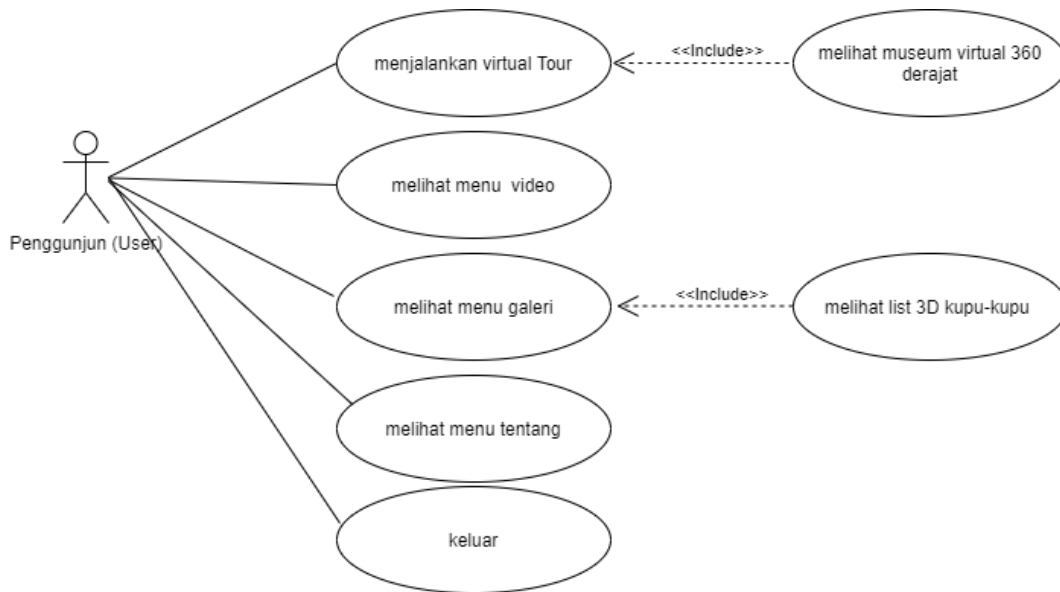 menjalankan virtual Tour
<<Include>>
melihat museum virtual 360
derajat
Penggunjun (User)
melihat menu video
melihat menu galeri
<<Include>>
melihat list 3D kupu-kupu
melihat menu tentang
keluar